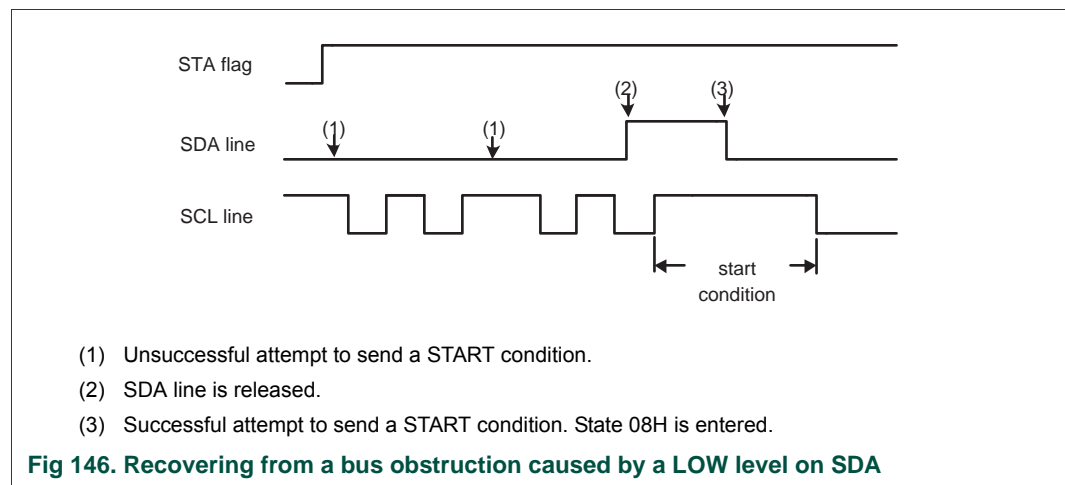 STA flag
(2) (3)
(1) (1)
SDA line
SCL line
start
condition
(1) Unsuccessful attempt to send a START condition.
(2) SDA line is released.
(3) Successful attempt to send a START condition. State 08H is entered.
Fig 146. Recovering from a bus obstruction caused by a LOW level on SDA